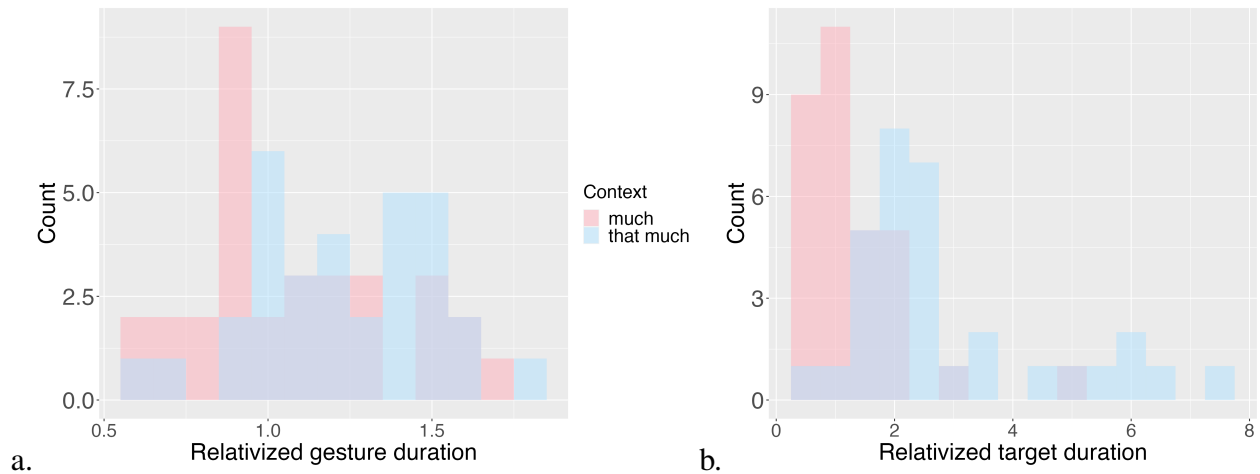 7.5
5.0
2.5
0.0
Count
0.5 1.0 1.5
Relativized gesture duration
a.
Context
much
that much
9
6
3
0
Count
0 2 4 6 8
Relativized target duration
b.